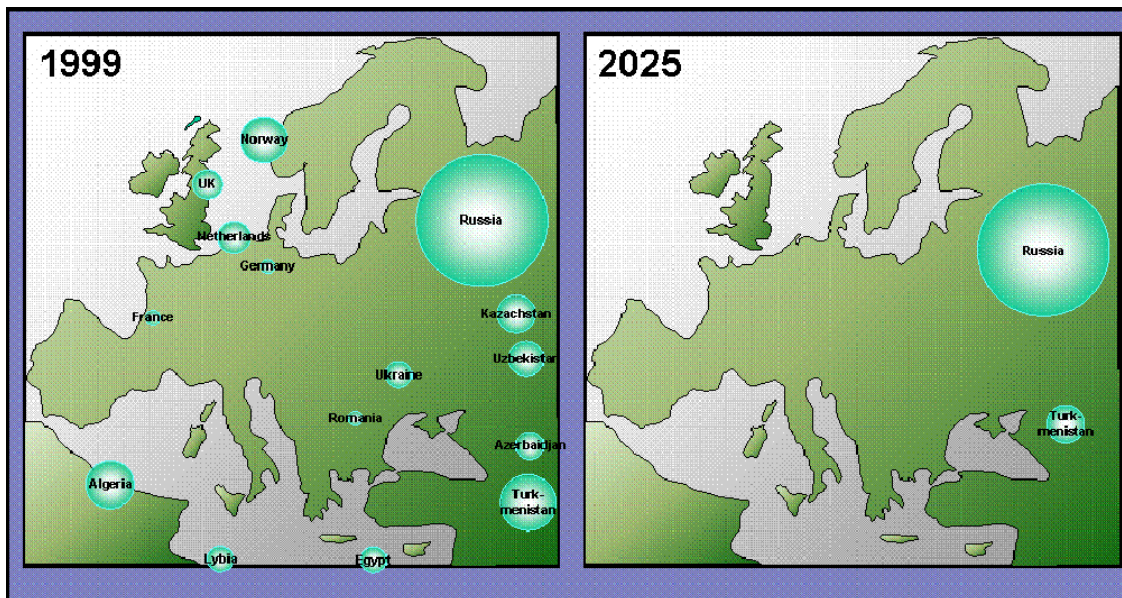 1999
Norway
UK
Russia
Netherlands
Germany
Kazachstan
France
Uzbekistan
Ukraine
Romania
Azerbaidjan
Algeria
Turk-
menistan
Lybia
Egypt
2025
Russia
Turk-
menistan